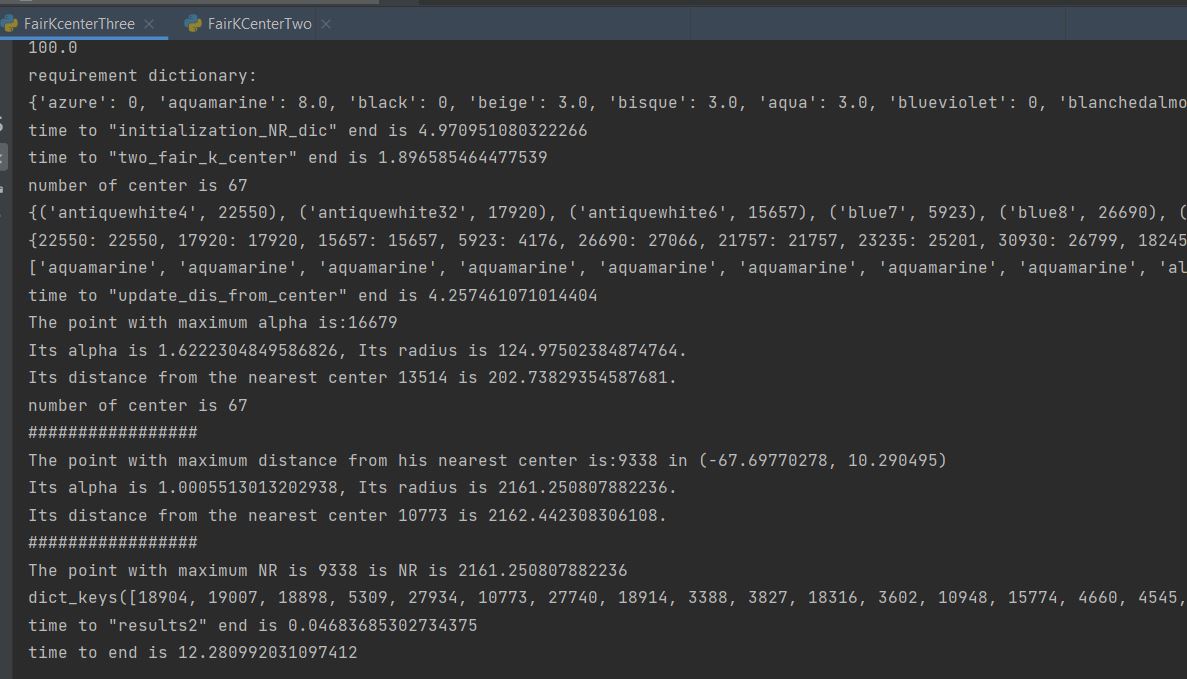 FairKcenterThree FairKCenterTwo
100.0
requirement dictionary:
{'azure': 0, 'aquamarine': 8.0, 'black': 0, 'beige': 3.0, 'bisque': 3.0, 'aqua': 3.0, 'blueviolet': 0, 'blanchedalmo
time to "initialization_NR_dic" end is 4.970951080322266
time to "two_fair_k_center" end is 1.896585464477539
number of center is 67
{('antiquewhite4', 22550), ('antiquewhite32', 17920), ('antiquewhite6', 15657), ('blue7', 5923), ('blue8', 26690), (
{22550: 22550, 17920: 17920, 15657: 15657, 5923: 4176, 26690: 27066, 21757: 21757, 23235: 25201, 30930: 26799, 18245
['aquamarine', 'aquamarine', 'aquamarine', 'aquamarine', 'aquamarine', 'aquamarine', 'aquamarine', 'aquamarine', 'al
time to "update_dis_from_center" end is 4.257461071014404
The point with maximum alpha is:16679
Its alpha is 1.6222304849586826, Its radius is 124.97502384874764.
Its distance from the nearest center 13514 is 202.73829354587681.
number of center is 67
#################
The point with maximum distance from his nearest center is:9338 in (-67.69770278, 10.290495)
Its alpha is 1.0005513013202938, Its radius is 2161.250807882236.
Its distance from the nearest center 10773 is 2162.442308306108.
#################
The point with maximum NR is 9338 is NR is 2161.250807882236
dict_keys([18904, 19007, 18898, 5309, 27934, 10773, 27740, 18914, 3388, 3827, 18316, 3602, 10948, 15774, 4660, 4545,
time to "results2" end is 0.04683685302734375
time to end is 12.280992031097412